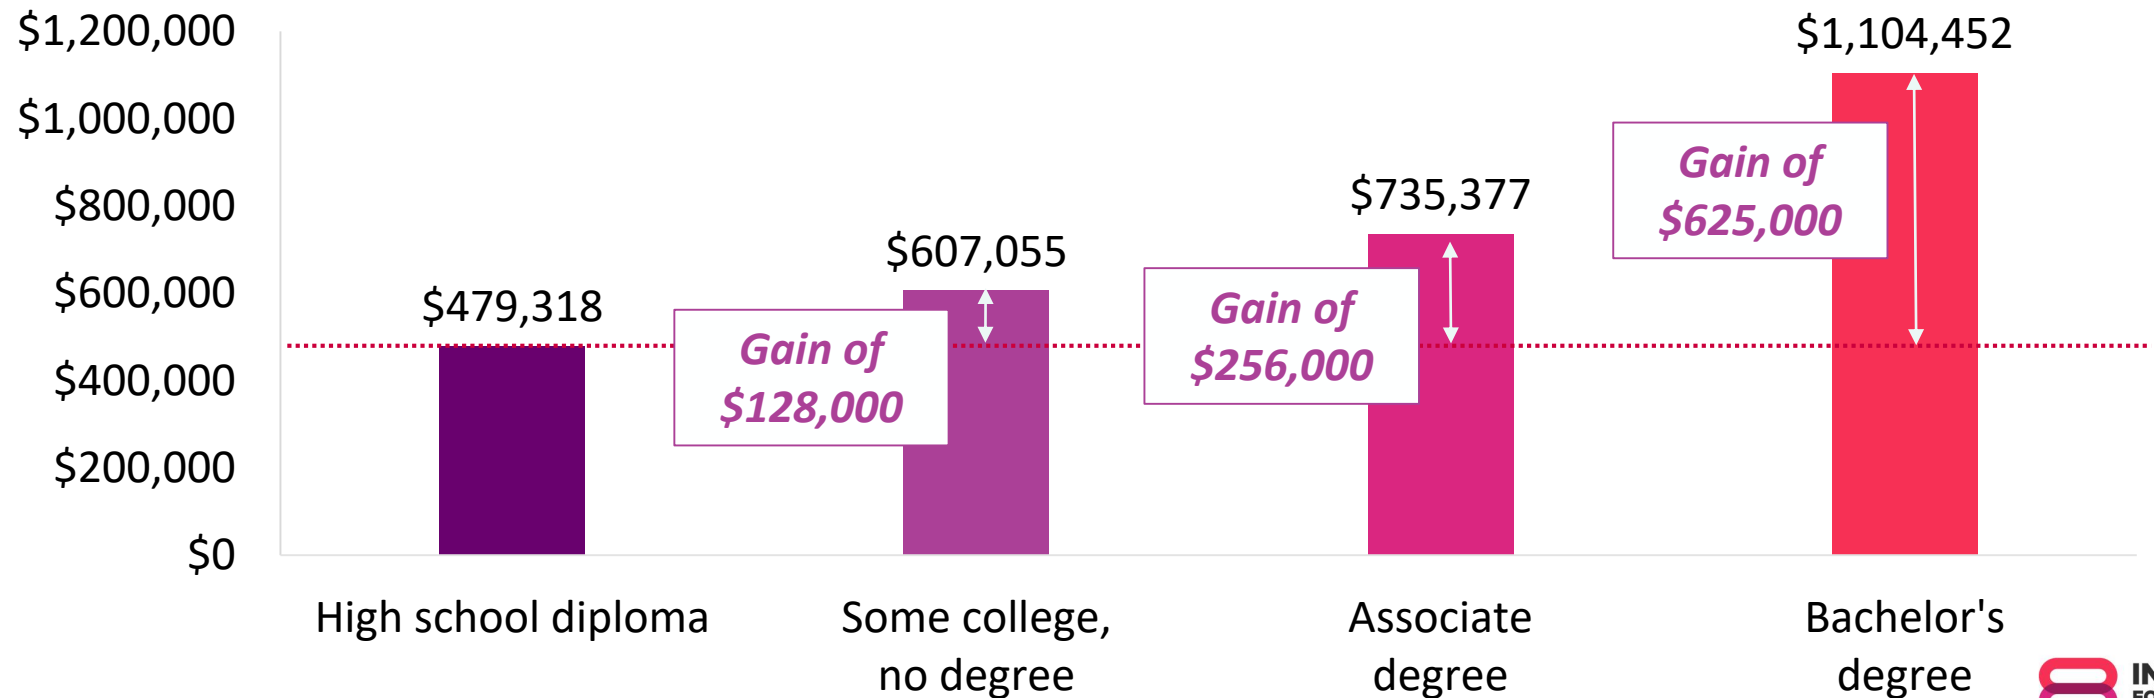 $1,200,000
$1,000,000
$800,000
$600,000
$400,000
$200,000
$0
$479,318
$607,055
$735,377
$1,104,452
Gain of
$128,000
Gain of
$256,000
Gain of
$625,000
High school diploma
Some college,
no degree
Associate
degree
Bachelor's
degree